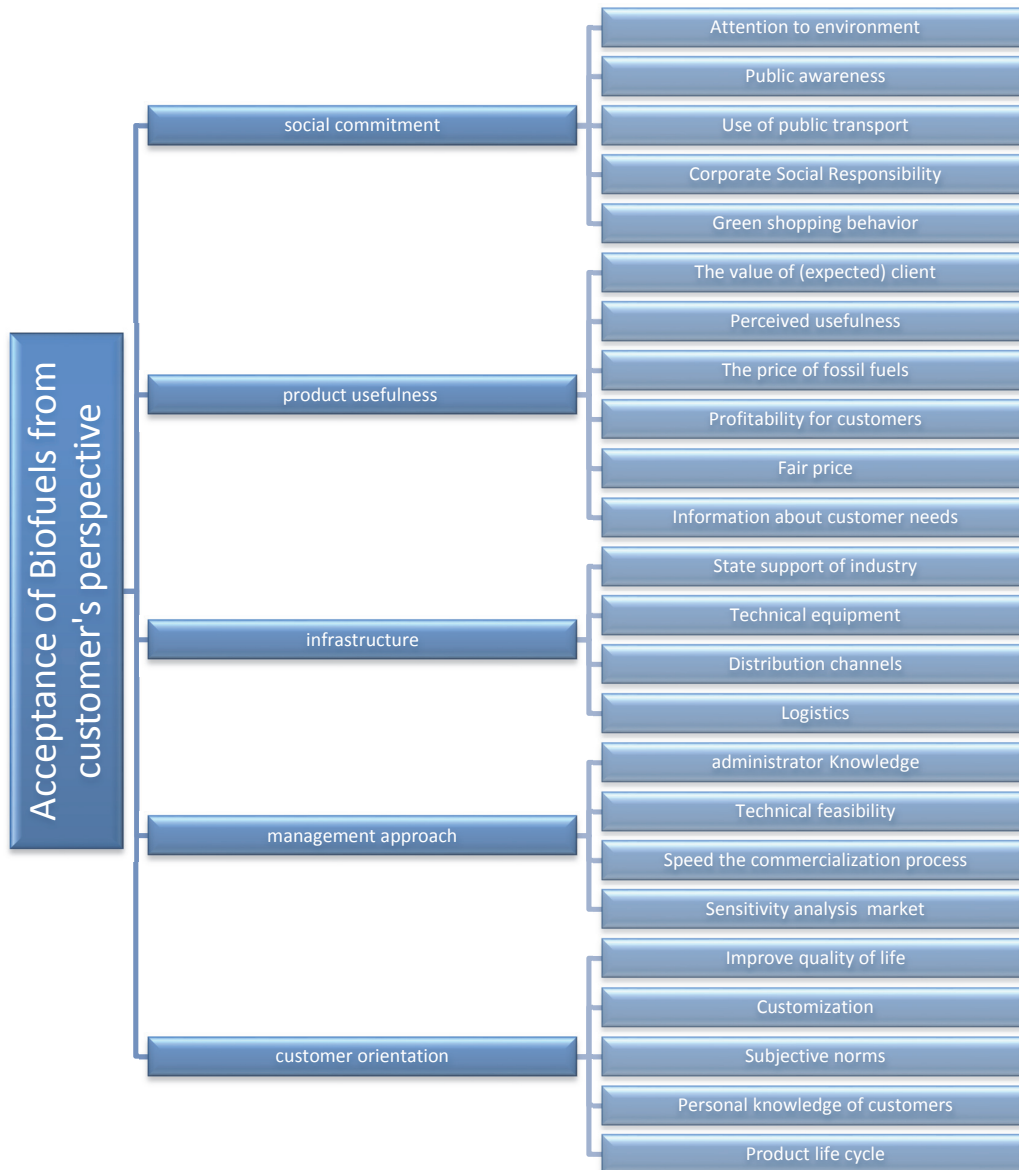 Acceptance of Biofuels from
customer's perspective
social commitment
Attention to environment
Public awareness
Use of public transport
Corporate Social Responsibility
Green shopping behavior
product usefulness
The value of (expected) client
Perceived usefulness
The price of fossil fuels
Profitability for customers
Fair price
Information about customer needs
infrastructure
State support of industry
Technical equipment
Distribution channels
Logistics
management approach
administrator Knowledge
Technical feasibility
Speed the commercialization process
Sensitivity analysis  market
customer orientation
Improve quality of life
Customization
Subjective norms
Personal knowledge of customers
Product life cycle